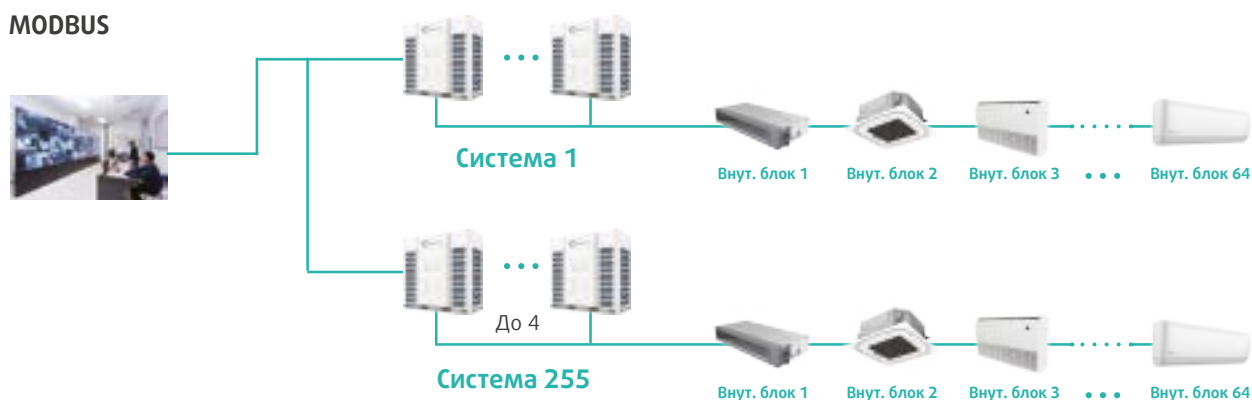 MODBUS
Система 1
Внут. блок 1 Внут. блок 2 Внут. блок 3 ••• Внут. блок 64
До 4
Система 255
Внут. блок 1 Внут. блок 2 Внут. блок 3 ••• Внут. блок 64